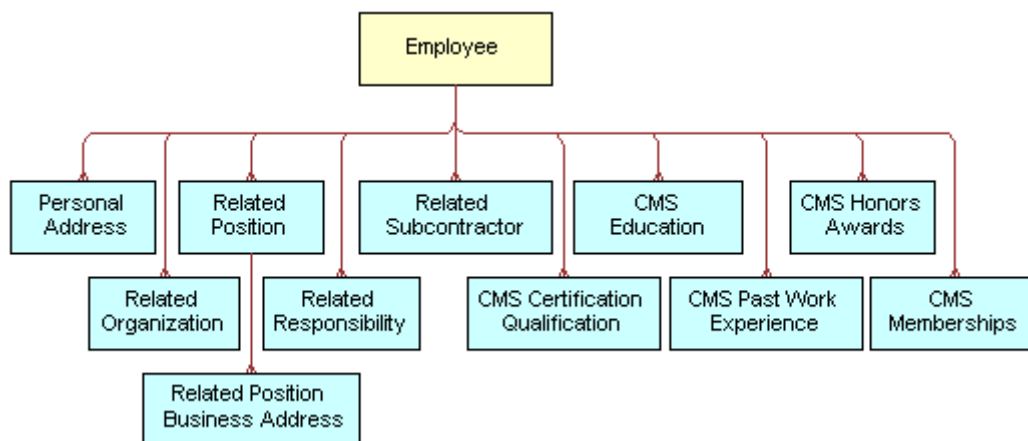 Employee
Personal
Address
Related
Position
Related
Subcontractor
CMS
Education
CMS Honors
Awards
Related
Organization
Related
Responsibility
CMS Certification
Qualification
CMS Past Work
Experience
CMS
Memberships
Related Position
Business Address